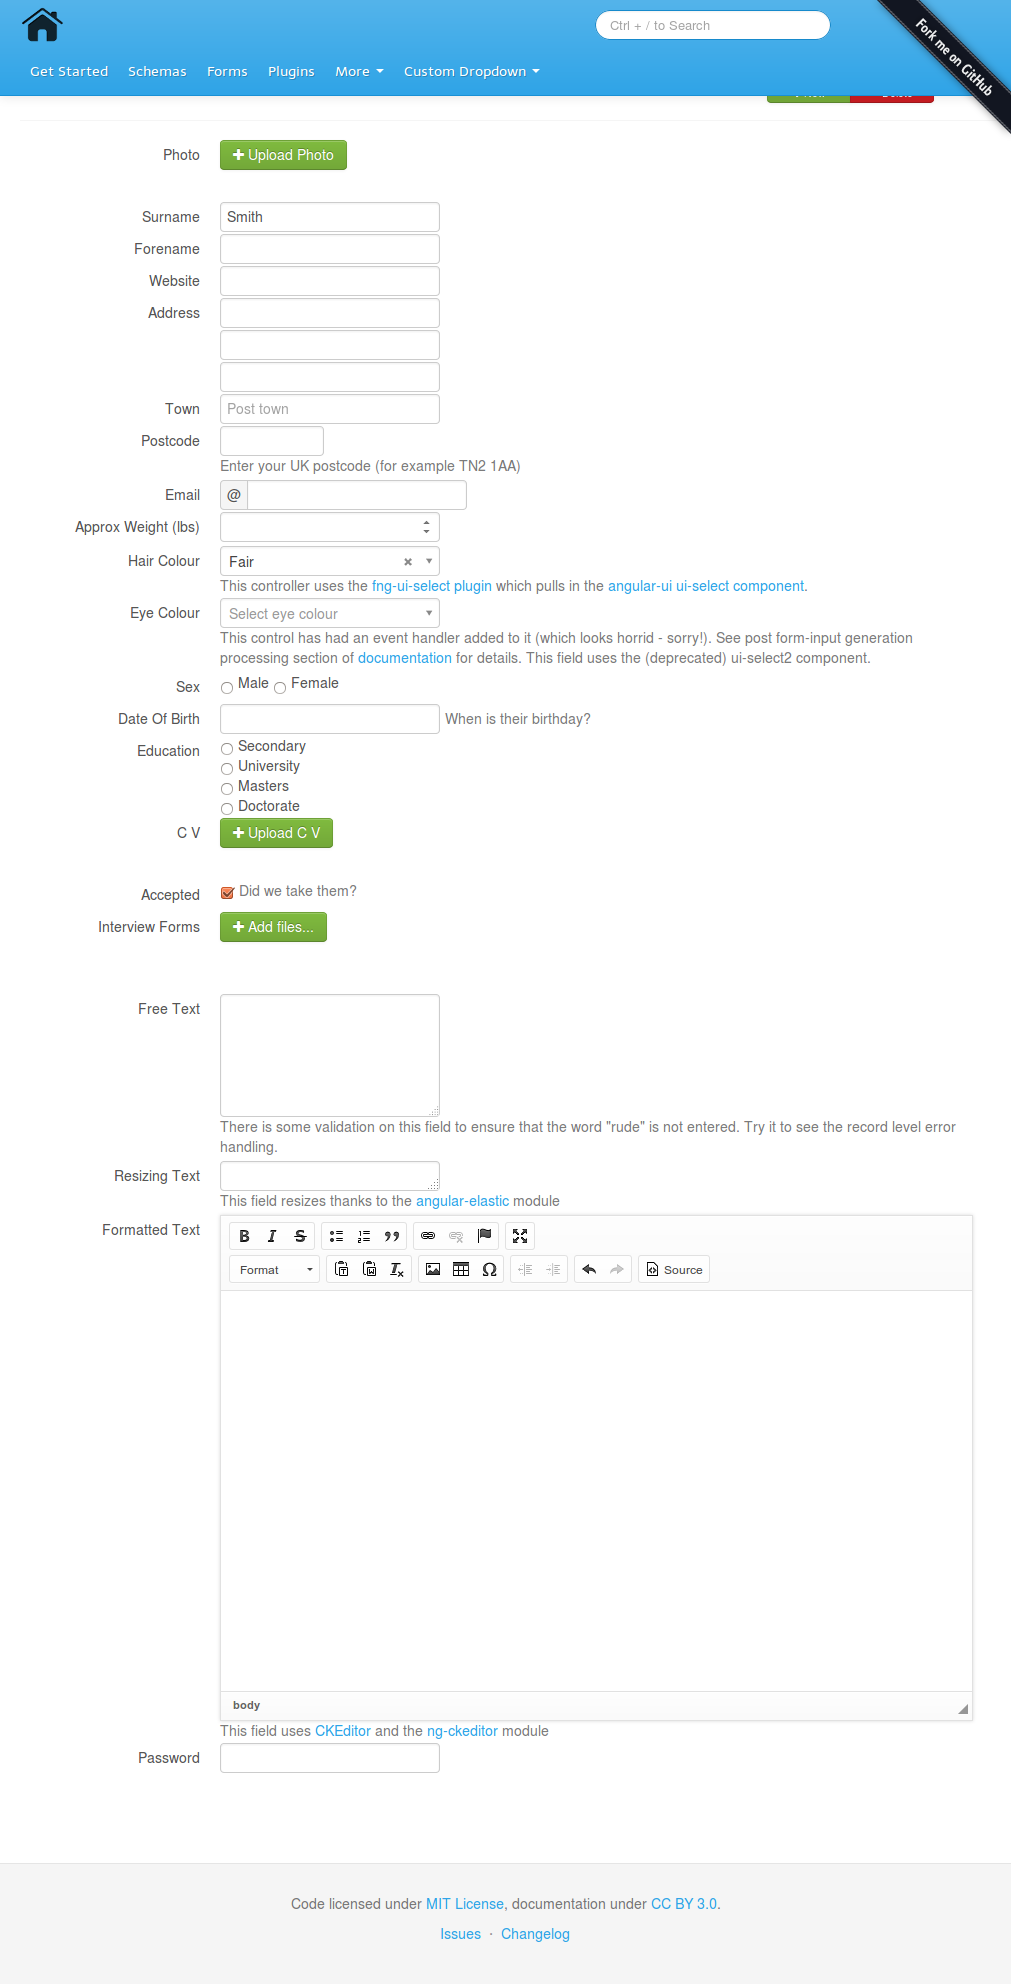 Ctrl + / to Search
Fork me on GitHub
Get Started Schemas Forms Plugins More Custom Dropdown
Photo Upload Photo
Surname Smith
Forename
Website
Address
Town Post town
Postcode
Enter your UK postcode (for example TN2 1AA)
Email @
Approx Weight (lbs)
Hair Colour Fair
This controller uses the fng-ui-select plugin which pulls in the angular-ui ui-select component.
Eye Colour Select eye colour
This control has had an event handler added to it (which looks horrid - sorry!). See post form-input generation
processing section of documentation for details. This field uses the (deprecated) ui-select2 component.
Sex Male Female
Date Of Birth When is their birthday?
Education Secondary
University
Masters
Doctorate
C V Upload C V
Accepted Did we take them?
Interview Forms Add files...
Free Text
There is some validation on this field to ensure that the word "rude" is not entered. Try it to see the record level error
handling.
Resizing Text
This field resizes thanks to the angular-elastic module
Formatted Text
Format Source
body
This field uses CKEditor and the ng-ckeditor module
Password
Code licensed under MIT License, documentation under CC BY 3.0.
Issues · Changelog